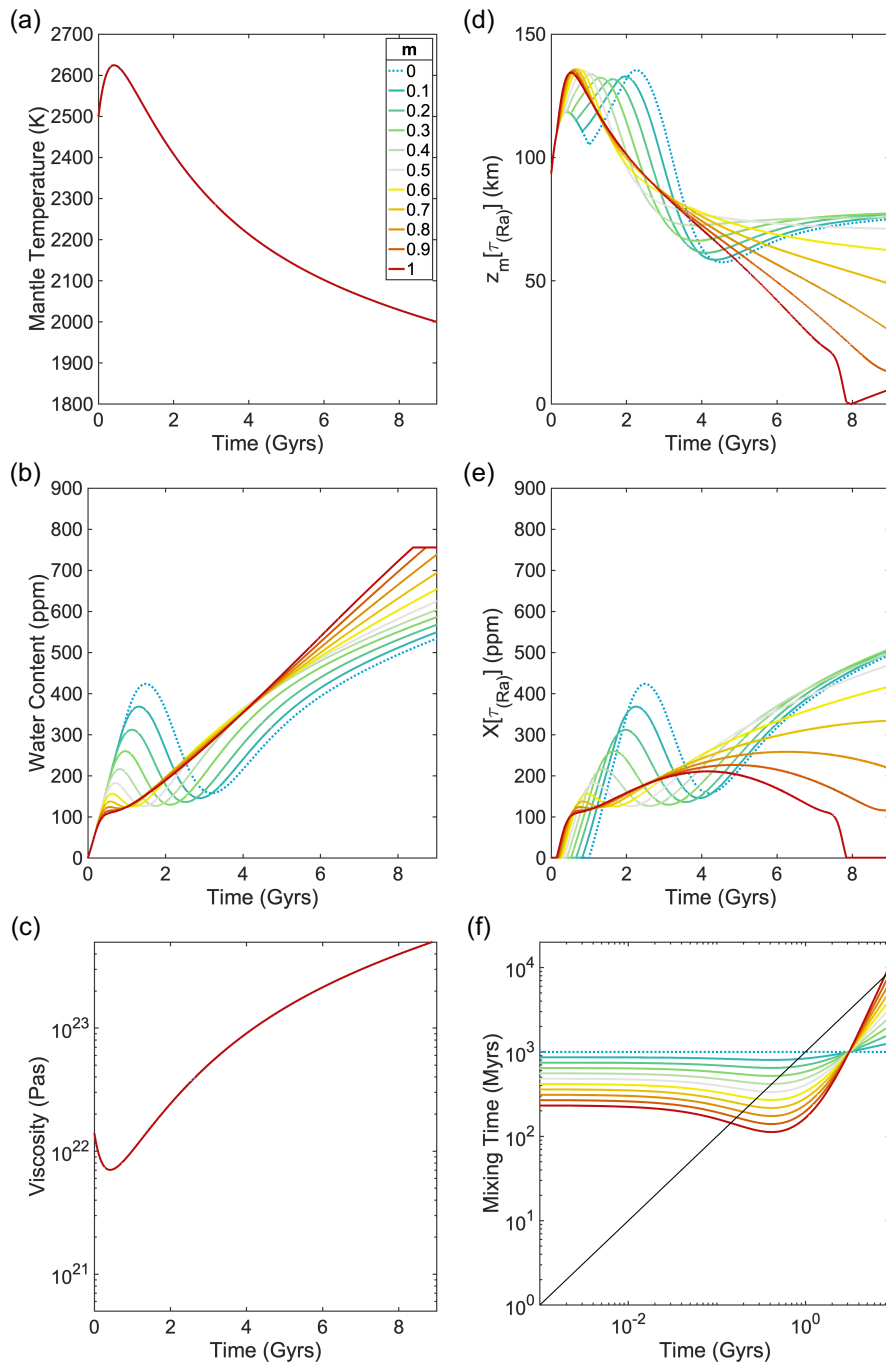 (a)
2700
2600
2500
2400
2300
2200
2100
2000
1900
1800
Mantle Temperature (K)
0 2 4 6 8
Time (Gyrs)
m
0
0.1
0.2
0.3
0.4
0.5
0.6
0.7
0.8
0.9
1
(d)
150
100
50
0
z_m[τ_(Ra)] (km)
0 2 4 6 8
Time (Gyrs)
(b)
900
800
700
600
500
400
300
200
100
0
Water Content (ppm)
0 2 4 6 8
Time (Gyrs)
(e)
900
800
700
600
500
400
300
200
100
0
X[τ_(Ra)] (ppm)
0 2 4 6 8
Time (Gyrs)
(c)
10^23
10^22
10^21
Viscosity (Pas)
0 2 4 6 8
Time (Gyrs)
(f)
10^4
10^3
10^2
10^1
10^0
Mixing Time (Myrs)
10^-2 10^0
Time (Gyrs)